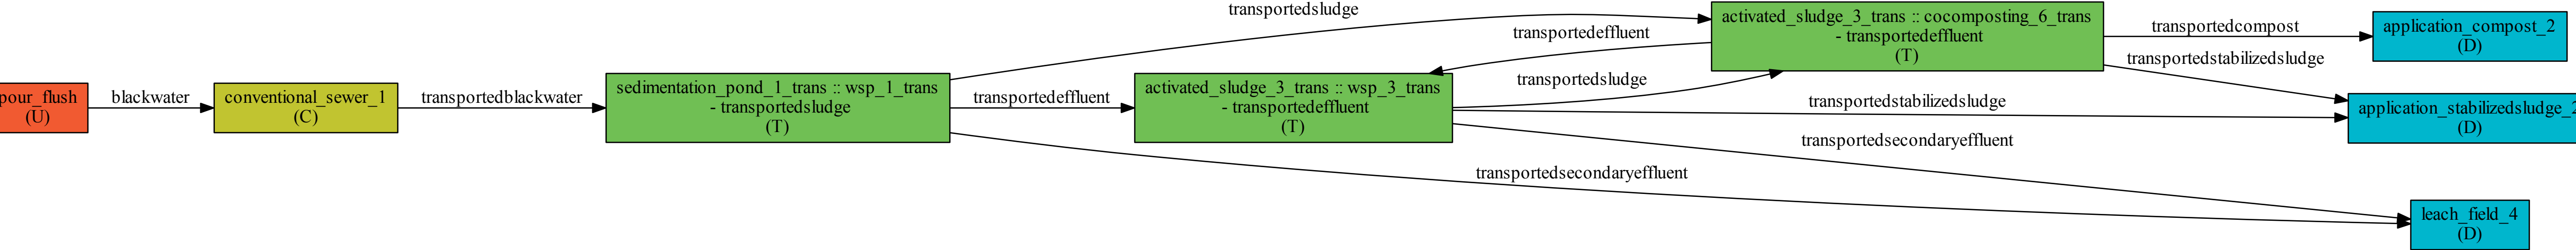 pour_flush
(U)
blackwater
conventional_sewer_1
(C)
transportedblackwater
sedimentation_pond_1_trans :: wsp_1_trans
- transportedsludge
(T)
transportedsludge
transportedeffluent
transportedsecondaryeffluent
activated_sludge_3_trans :: wsp_3_trans
- transportedeffluent
(T)
transportedeffluent
transportedsludge
transportedstabilizedsludge
transportedsecondaryeffluent
activated_sludge_3_trans :: cocomposting_6_trans
- transportedeffluent
(T)
transportedcompost
transportedstabilizedsludge
application_compost_2
(D)
application_stabilizedsludge_2
(D)
leach_field_4
(D)